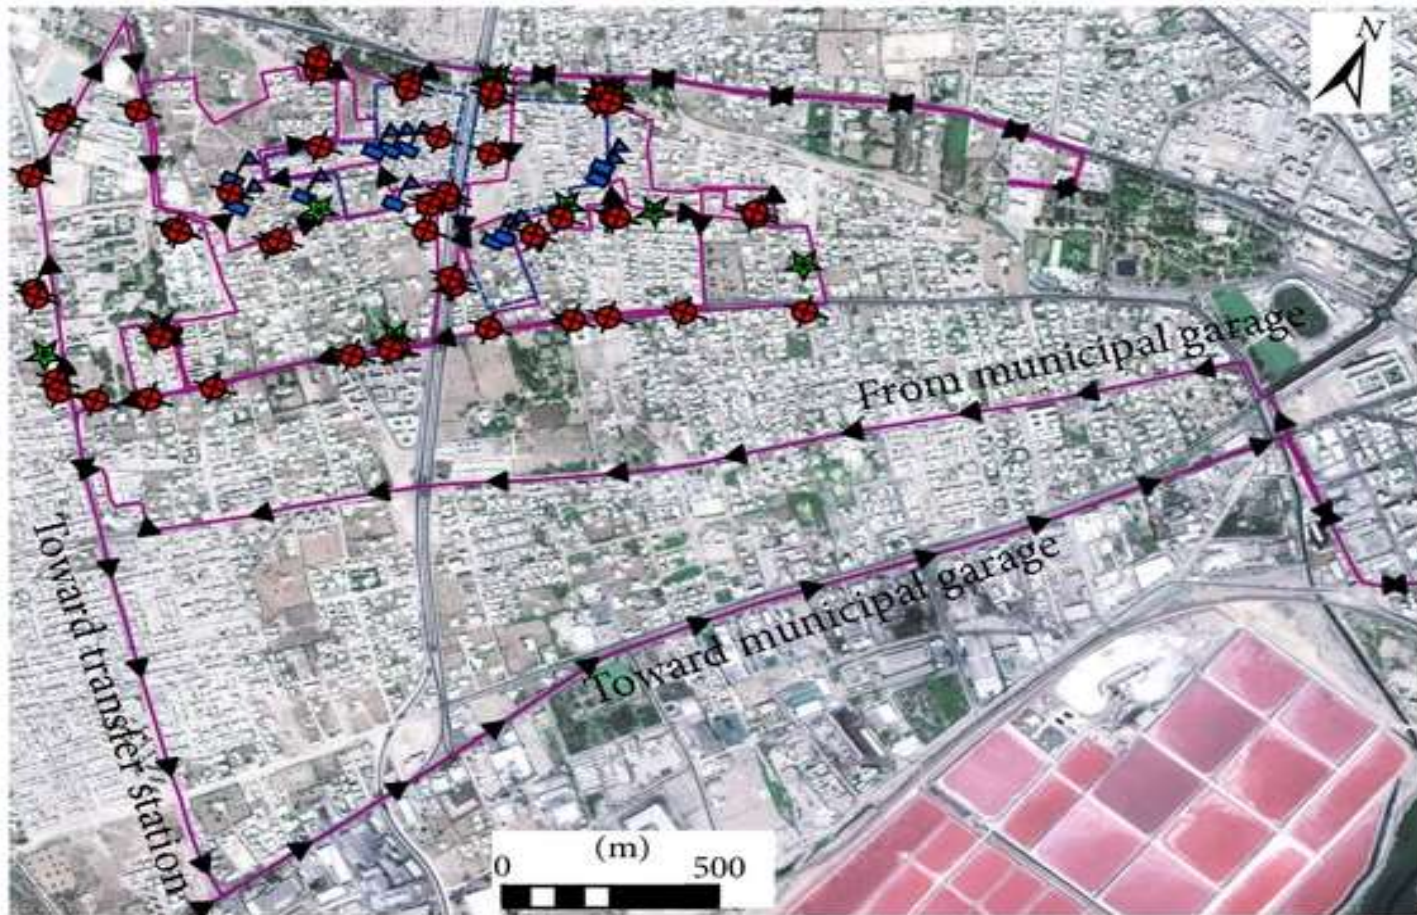 N
From municipal garage
Toward municipal garage
Toward transfer station
(m)
0 500